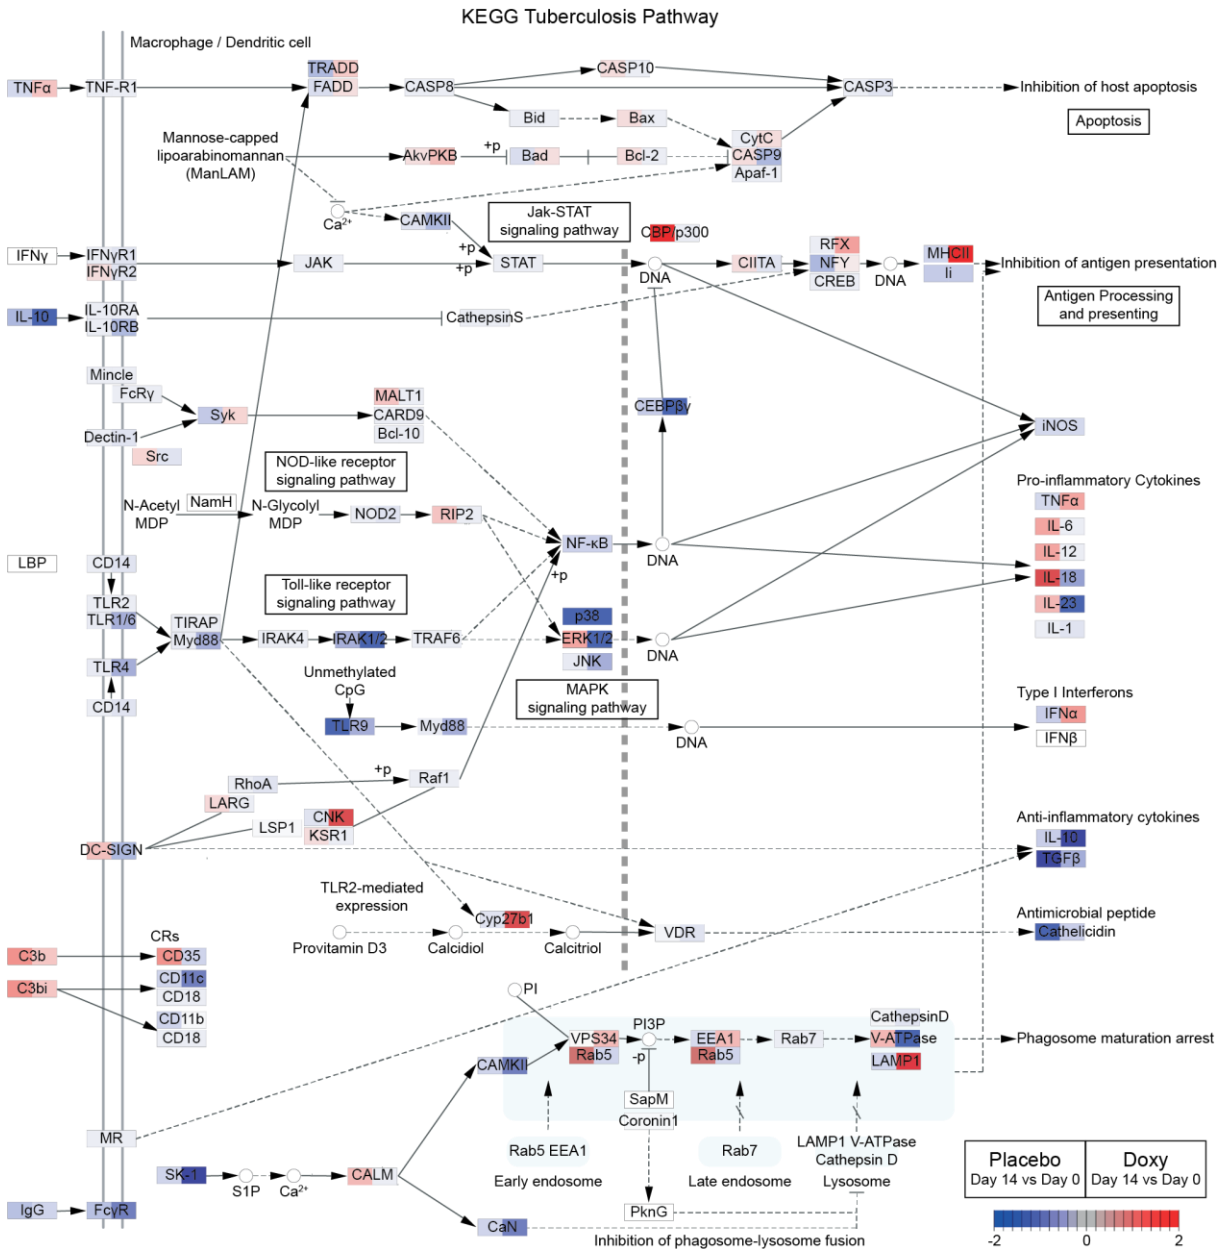 KEGG Tuberculosis Pathway
Macrophage / Dendritic cell
TNFα
TNF-R1
TRADD
FADD
CASP8
CASP10
CASP3
Inhibition of host apoptosis
Apoptosis
Bid
Bax
Mannose-capped
lipoarabinomannan
(ManLAM)
AkvPKB
+p
Bad
Bcl-2
CytC
CASP9
Apaf-1
Ca²⁺
CAMKII
+p
Jak-STAT
signaling pathway
CBP/p300
IFNγ
IFNγR1
IFNγR2
JAK
+p
STAT
DNA
CIITA
RFX
NFY
CREB
DNA
MHCII
Ii
Inhibition of antigen presentation
Antigen Processing
and presenting
IL-10
IL-10RA
IL-10RB
CathepsinS
Mincle
FcRγ
Syk
Dectin-1
Src
MALT1
CARD9
Bcl-10
CEBPβγ
iNOS
NOD-like receptor
signaling pathway
N-Acetyl
MDP
NamH
N-Glycolyl
MDP
NOD2
RIP2
NF-κB
+p
DNA
Pro-inflammatory Cytokines
TNFα
IL-6
IL-12
IL-18
IL-23
IL-1
LBP
CD14
TLR2
TLR1/6
TLR4
CD14
TIRAP
Myd88
Toll-like receptor
signaling pathway
IRAK4
IRAK1/2
TRAF6
p38
ERK1/2
JNK
DNA
Unmethylated
CpG
TLR9
Myd88
MAPK
signaling pathway
DNA
Type I Interferons
IFNα
IFNβ
RhoA
+p
Raf1
LARG
LSP1
CNK
KSR1
DC-SIGN
Anti-inflammatory cytokines
IL-10
TGFβ
TLR2-mediated
expression
Cyp27b1
Provitamin D3
Calcidiol
Calcitriol
VDR
Antimicrobial peptide
Cathelicidin
CRs
C3b
CD35
C3bi
CD11c
CD18
CD11b
CD18
PI
VPS34
Rab5
PI3P
-p
EEA1
Rab5
Rab7
CathepsinD
V-ATPase
LAMP1
Phagosome maturation arrest
CAMKII
SapM
Coronin1
MR
Rab5 EEA1
Early endosome
Rab7
Late endosome
LAMP1 V-ATPase
Cathepsin D
Lysosome
SK-1
S1P
Ca²⁺
CALM
IgG
FcγR
CaN
PknG
Inhibition of phagosome-lysosome fusion
Placebo
Day 14 vs Day 0
Doxy
Day 14 vs Day 0
-2
0
2